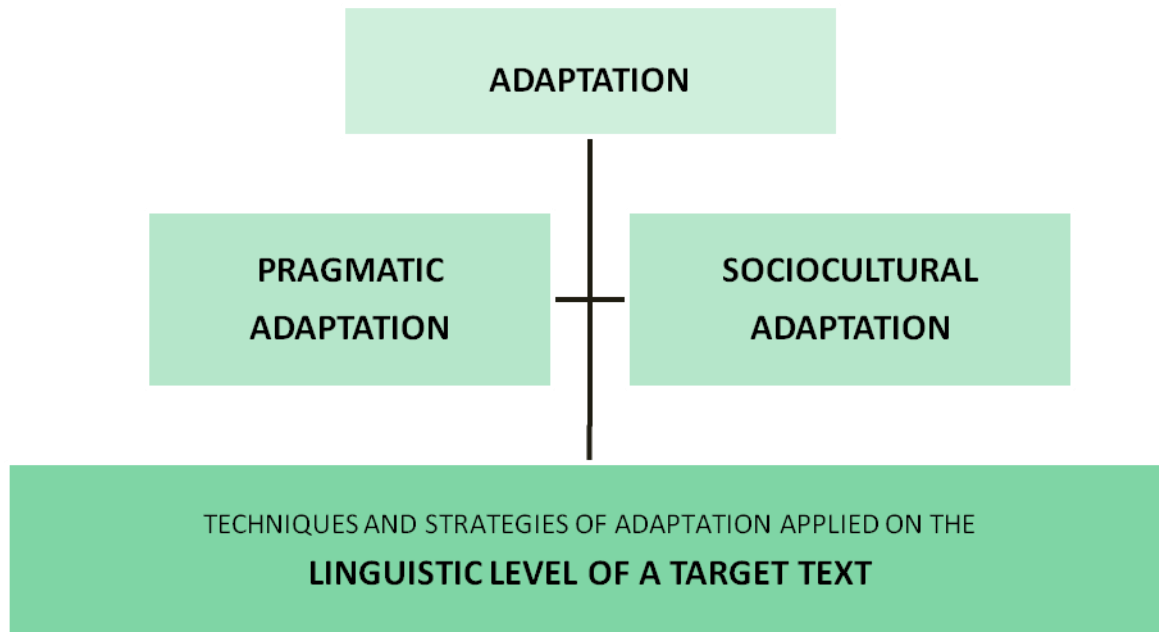 ADAPTATION
PRAGMATIC
ADAPTATION
SOCIOCULTURAL
ADAPTATION
TECHNIQUES AND STRATEGIES OF ADAPTATION APPLIED ON THE
LINGUISTIC LEVEL OF A TARGET TEXT